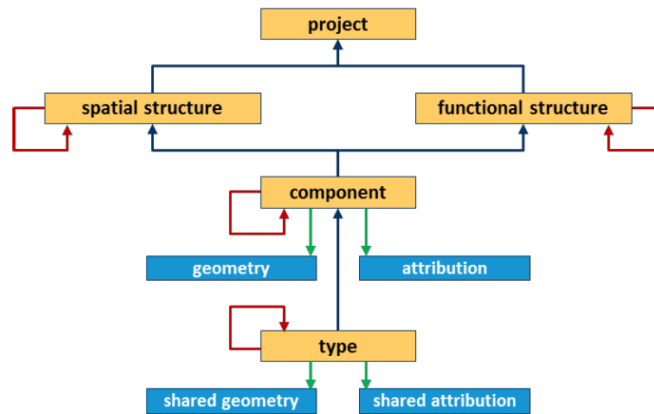 project
spatial structure
functional structure
component
geometry
attribution
type
shared geometry
shared attribution